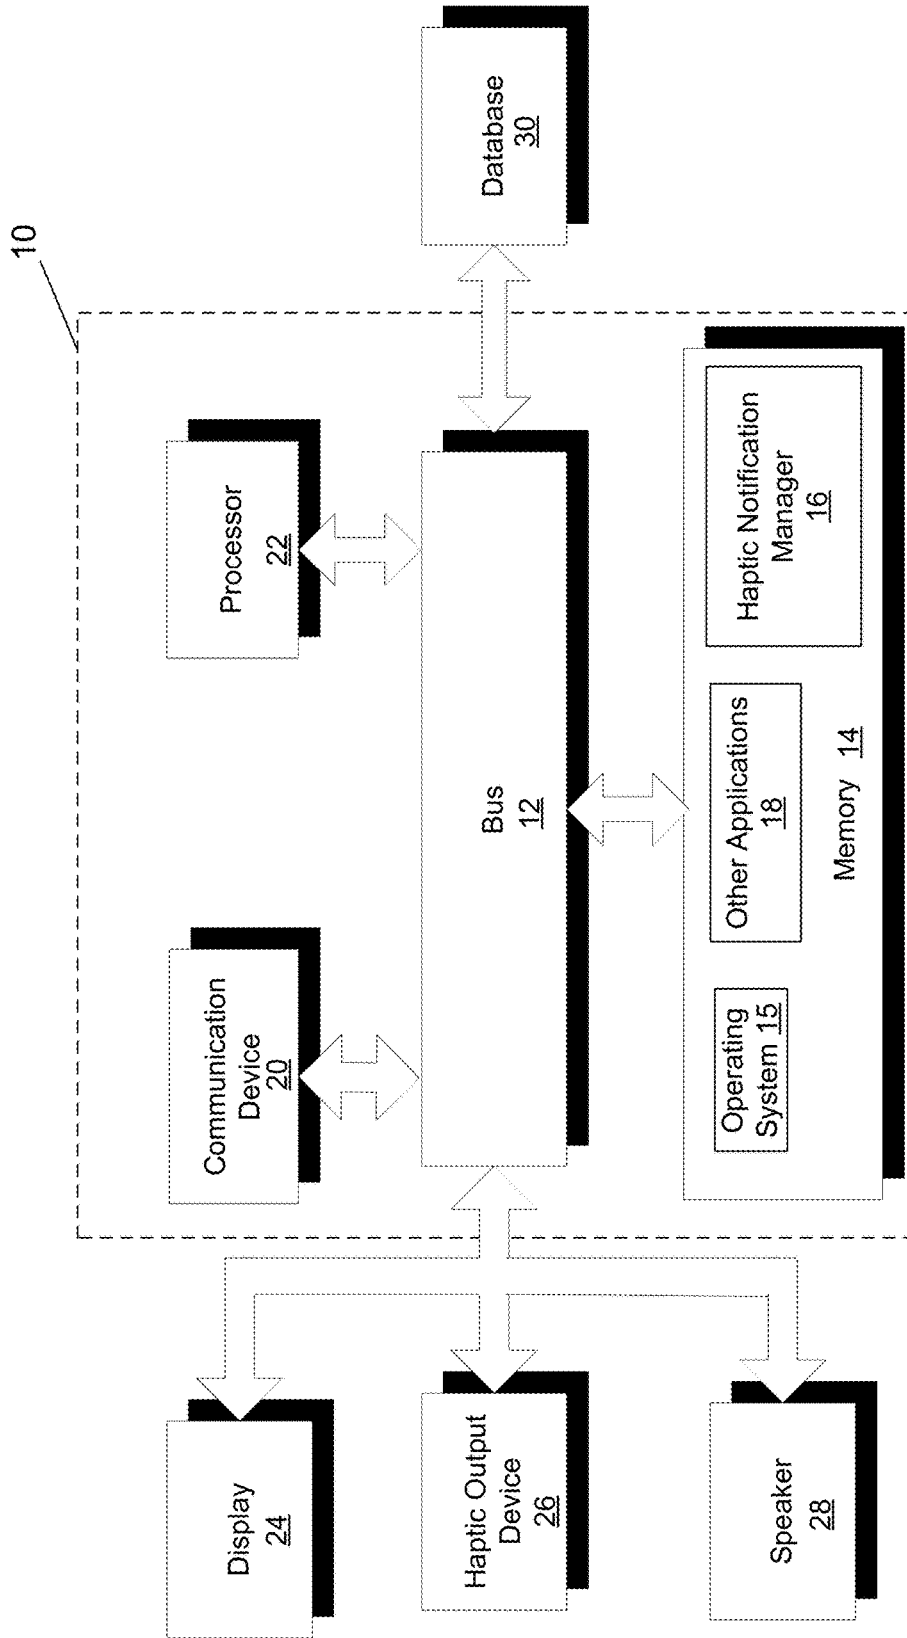 10
Display
24
Haptic Output
Device
26
Speaker
28
Communication
Device
20
Processor
22
Bus
12
Operating
System 15
Other Applications
18
Haptic Notification
Manager
16
Memory 14
Database
30